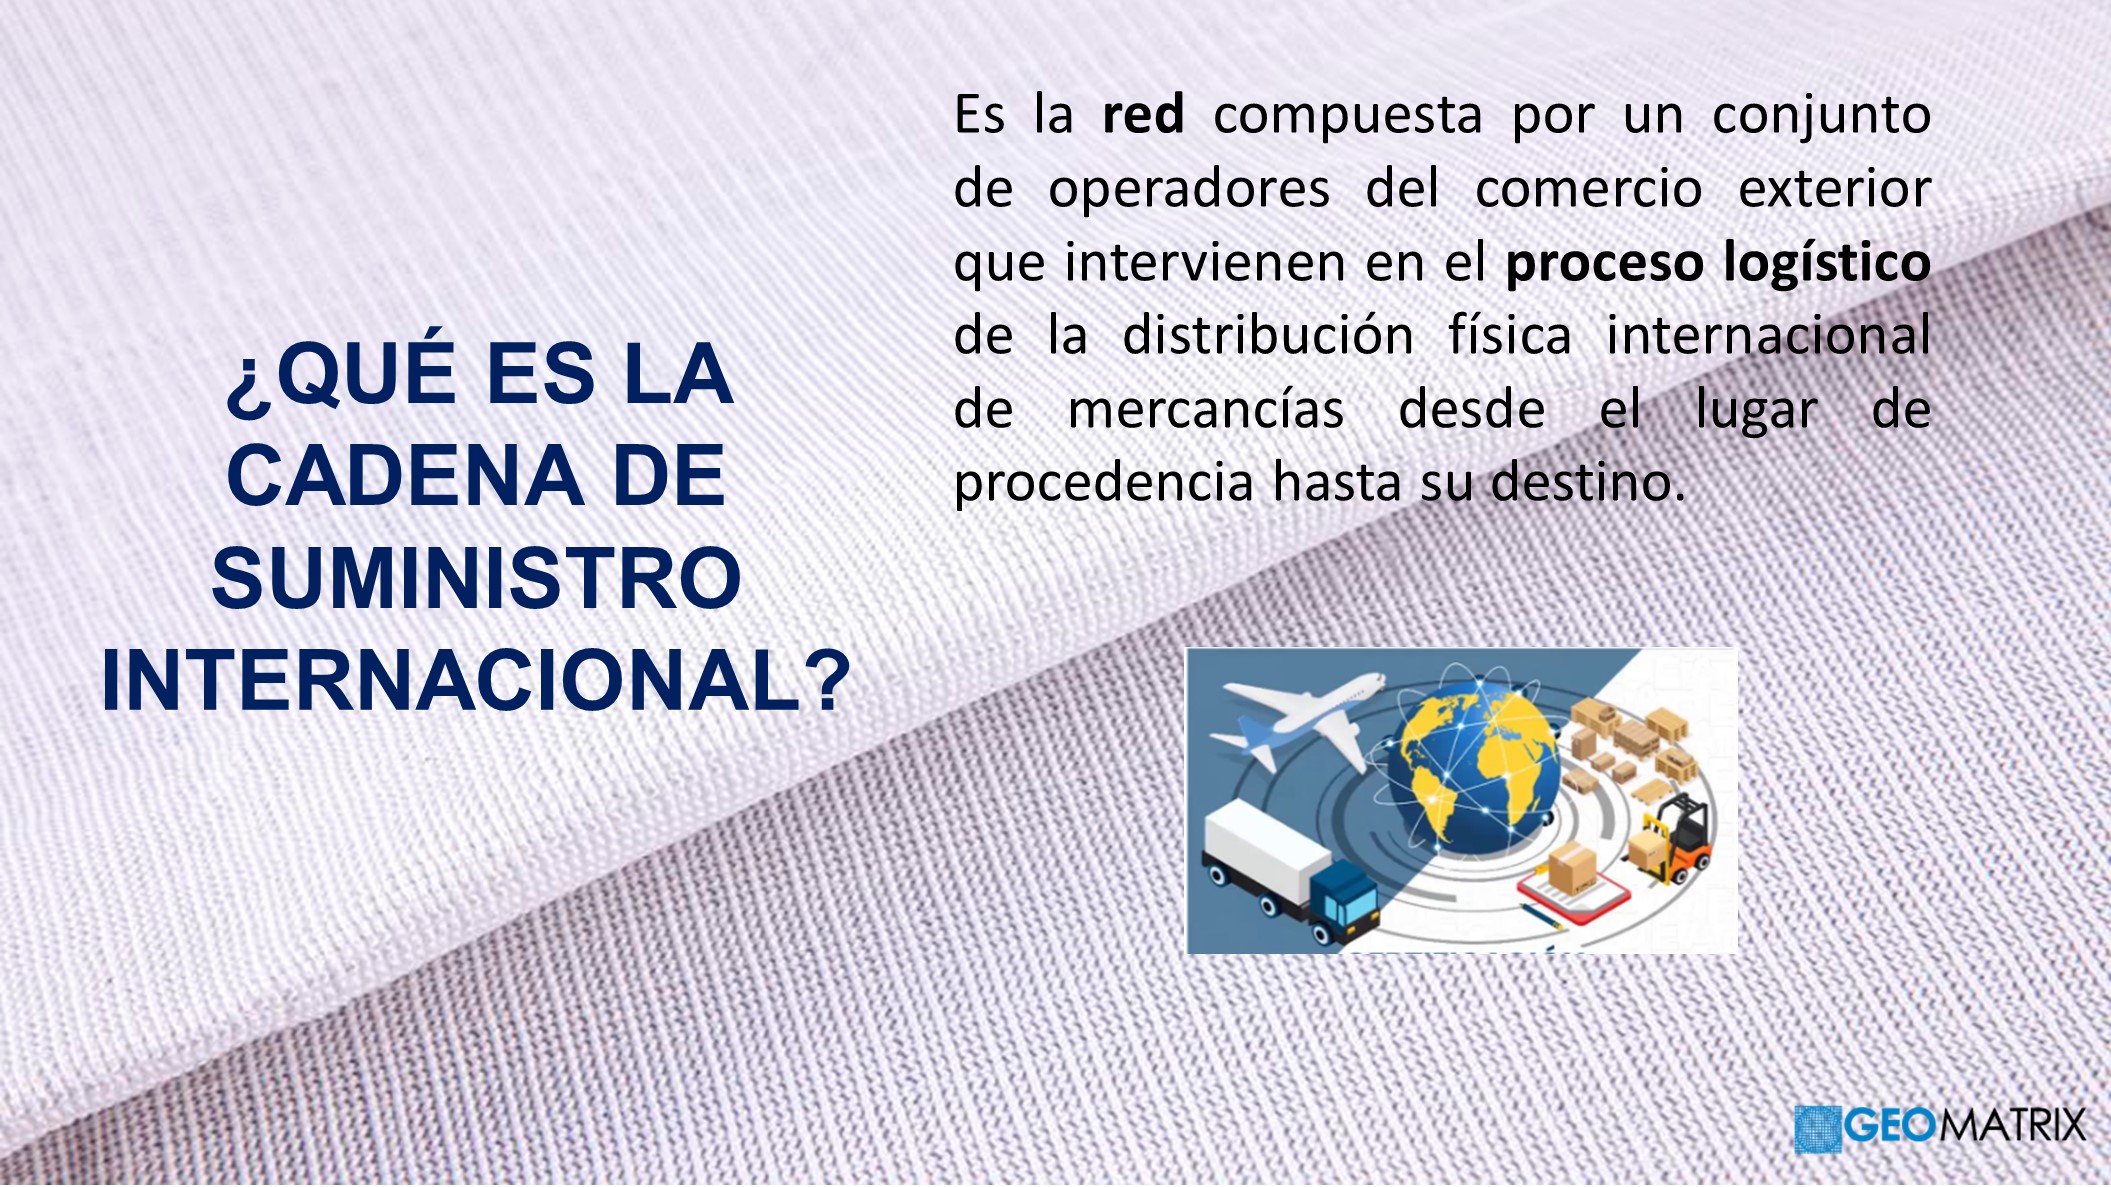 ¿QUÉ ES LA
CADENA DE
SUMINISTRO
INTERNACIONAL?
Es la red compuesta por un conjunto
de operadores del comercio exterior
que intervienen en el proceso logístico
de la distribución física internacional
de mercancías desde el lugar de
procedencia hasta su destino.
GEOMATRIX